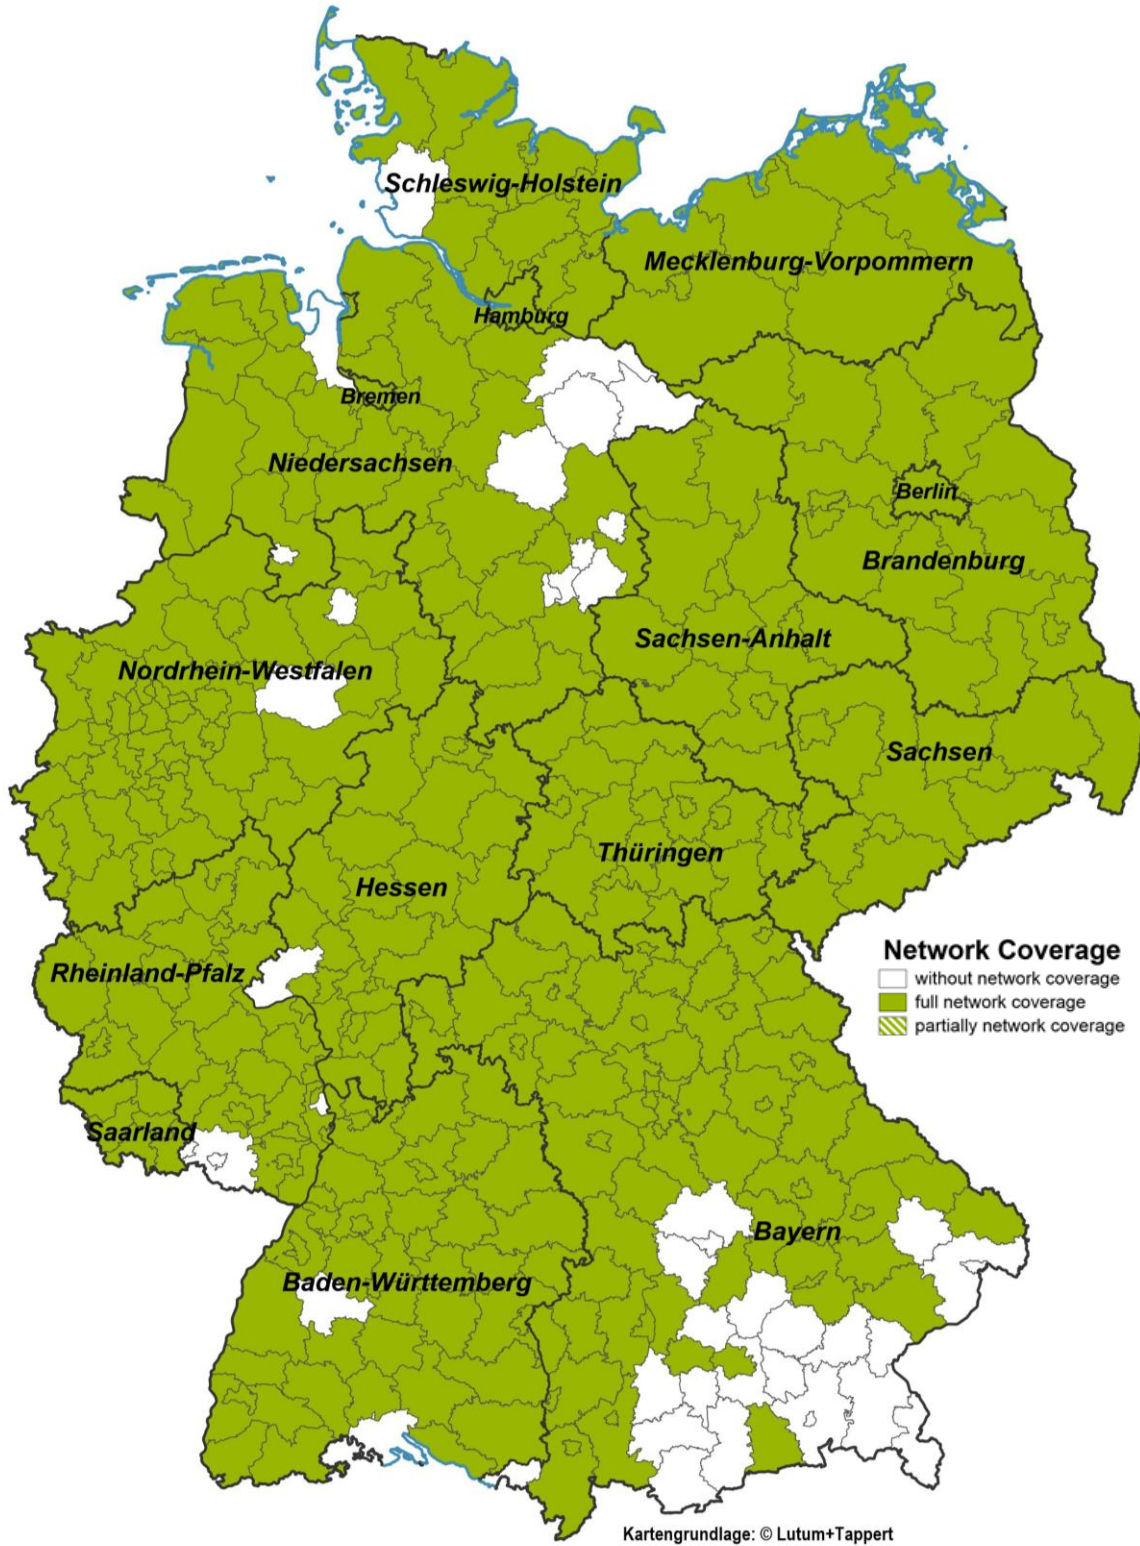 Schleswig-Holstein
Mecklenburg-Vorpommern
Hamburg
Bremen
Niedersachsen
Berlin
Brandenburg
Sachsen-Anhalt
Nordrhein-Westfalen
Sachsen
Thüringen
Hessen
Rheinland-Pfalz
Network Coverage
without network coverage
full network coverage
partially network coverage
Saarland
Bayern
Baden-Württemberg
Kartengrundlage: © Lutum+Tappert